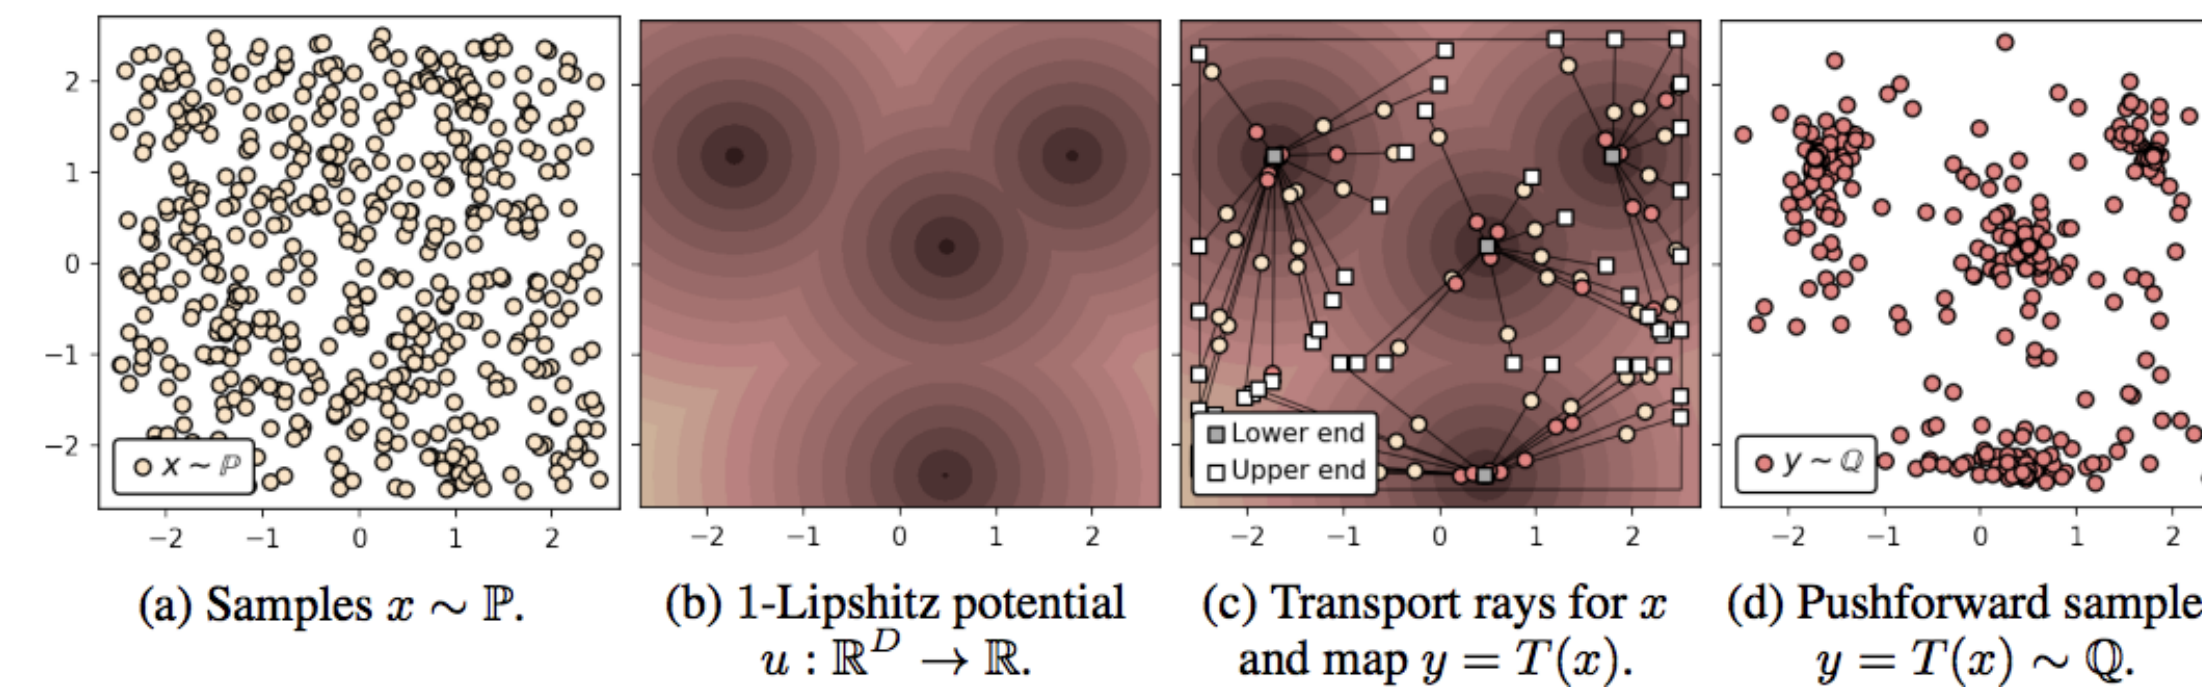 2
1
0
−1
−2
x ~ ℙ
−2 −1 0 1 2
−2 −1 0 1 2
Lower end
Upper end
−2 −1 0 1 2
y ~ ℚ
−2 −1 0 1 2
(a) Samples x ∼ ℙ.
(b) 1-Lipshitz potential
u : ℝ^D → ℝ.
(c) Transport rays for x
and map y = T(x).
(d) Pushforward sample
y = T(x) ∼ ℚ.